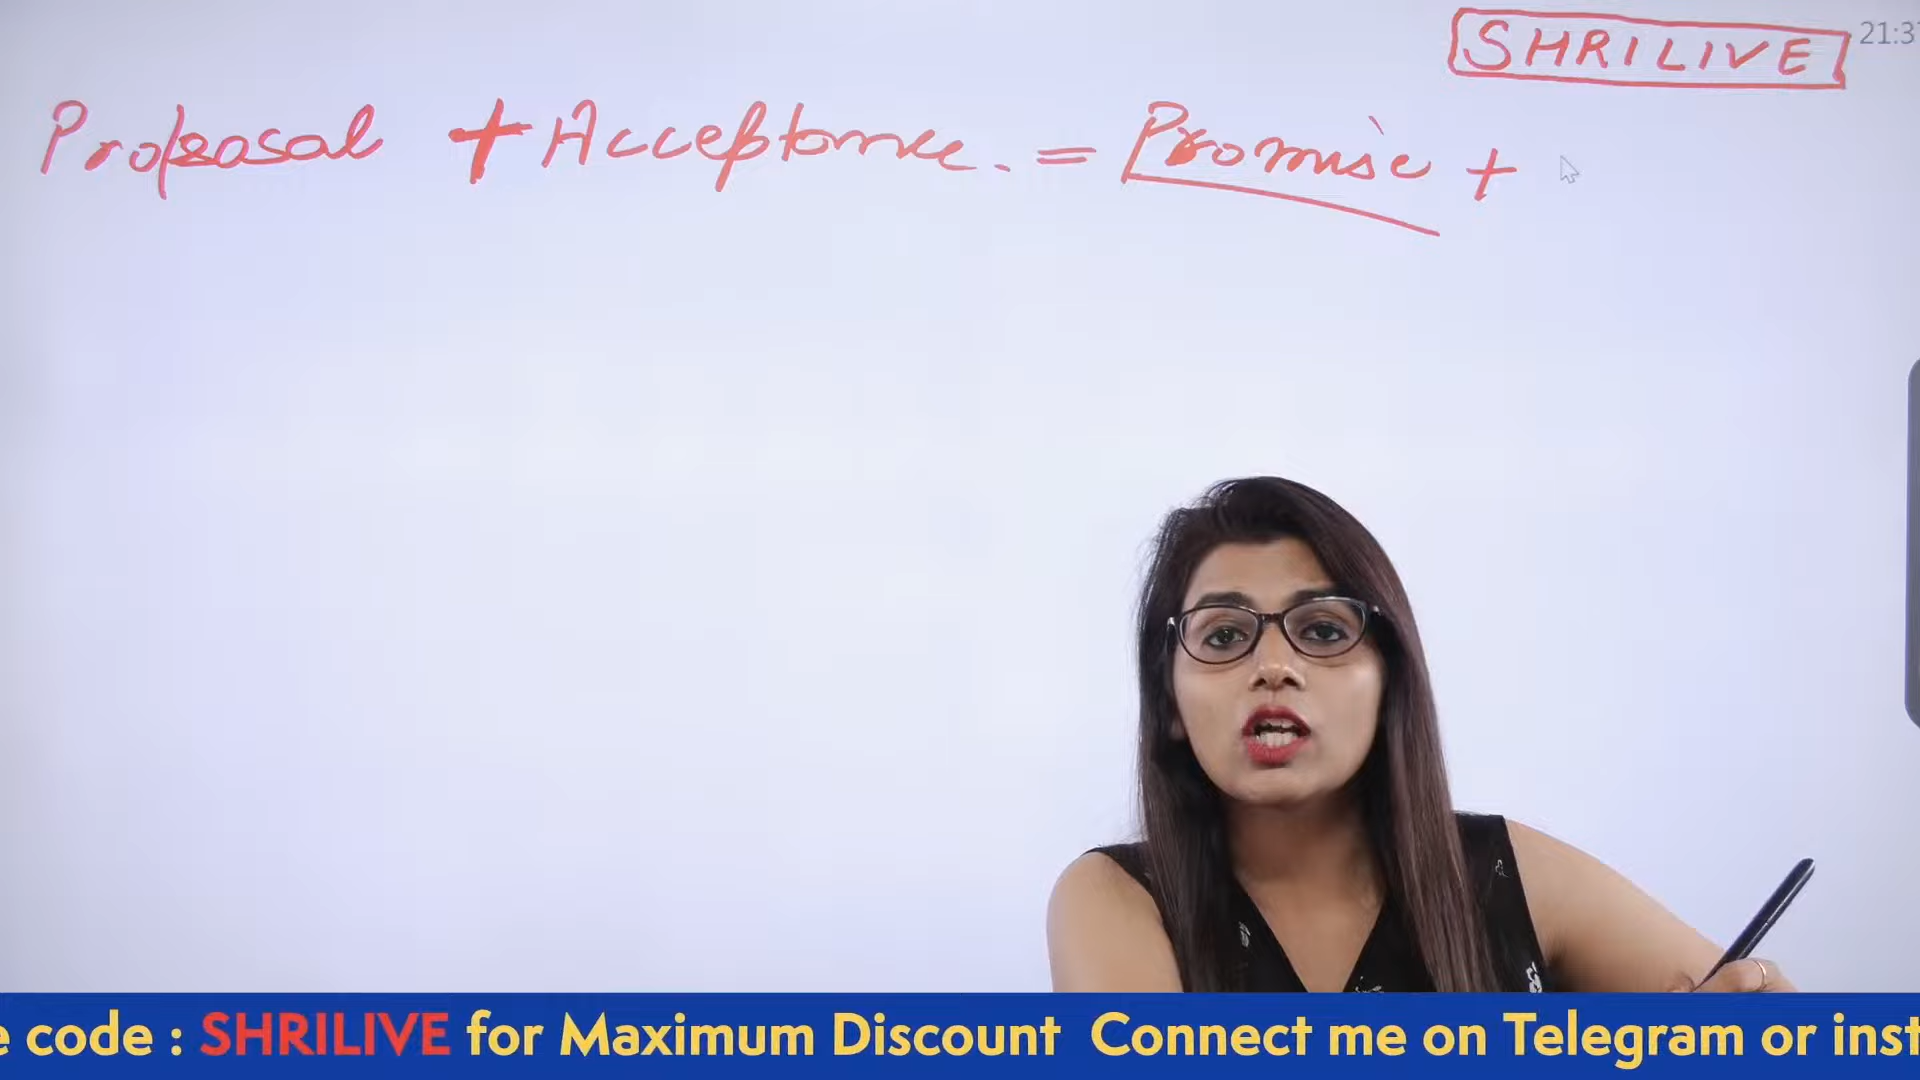 SHRILIVE
21:3
Proposal + Acceptance. = Promise +
e code : SHRILIVE for Maximum Discount Connect me on Telegram or inst